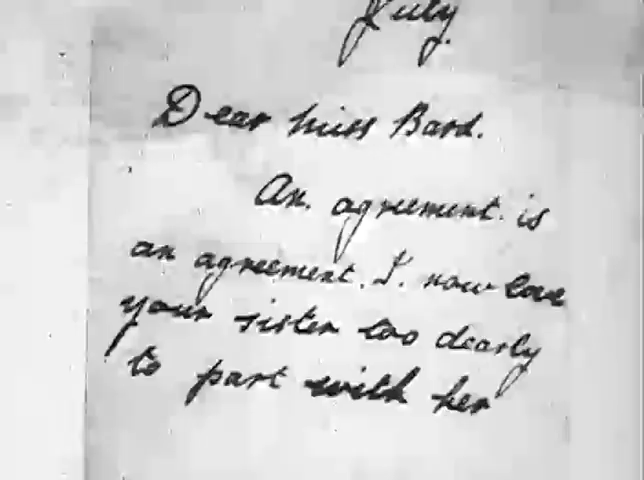 July
Dear Miss Bard.
An. agreement. is
an agreement. I. now love
your sister too dearly
to part with her